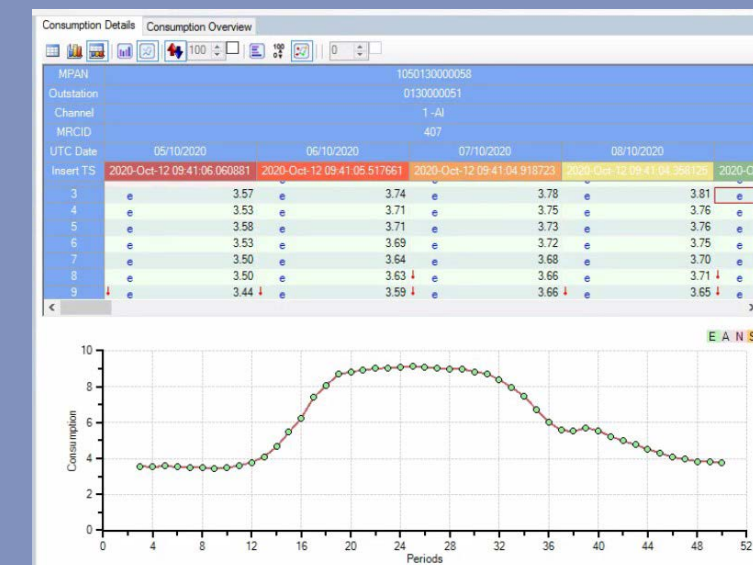 Consumption Details Consumption Overview
100 100 0
MPAN 1050130000058
Outstation 0130000051
Channel 1 -AI
MRCID 407
UTC Date 05/10/2020 06/10/2020 07/10/2020 08/10/2020
Insert TS 2020-Oct-12 09:41:06.060881 2020-Oct-12 09:41:05.517661 2020-Oct-12 09:41:04.918723 2020-Oct-12 09:41:04.358125 2020-O
3 e 3.57 e 3.74 e 3.78 e 3.81 e
4 e 3.53 e 3.71 e 3.75 e 3.76 e
5 e 3.58 e 3.71 e 3.73 e 3.76 e
6 e 3.53 e 3.69 e 3.72 e 3.75 e
7 e 3.50 e 3.64 e 3.68 e 3.70 e
8 e 3.50 e 3.63 ↓ e 3.66 e 3.71 ↓ e
9 ↓ e 3.44 ↓ e 3.59 ↓ e 3.66 ↓ e 3.65 ↓ e
E A N S
10
8
6
4
2
0
Consumption
0 4 8 12 16 20 24 28 32 36 40 44 48 52
Periods